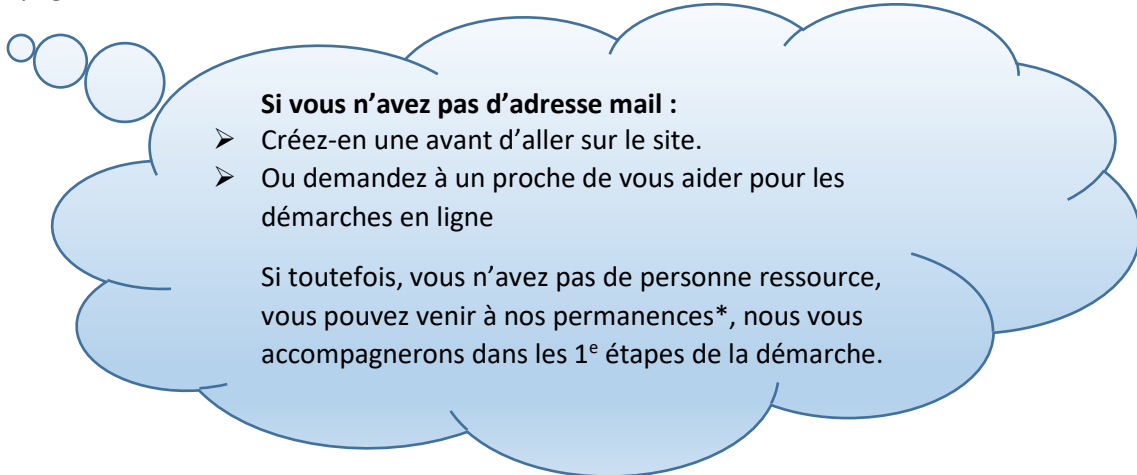 Si vous n’avez pas d’adresse mail :
➢ Créez-en une avant d’aller sur le site.
➢ Ou demandez à un proche de vous aider pour les
démarches en ligne
Si toutefois, vous n’avez pas de personne ressource,
vous pouvez venir à nos permanences*, nous vous
accompagnerons dans les 1e étapes de la démarche.